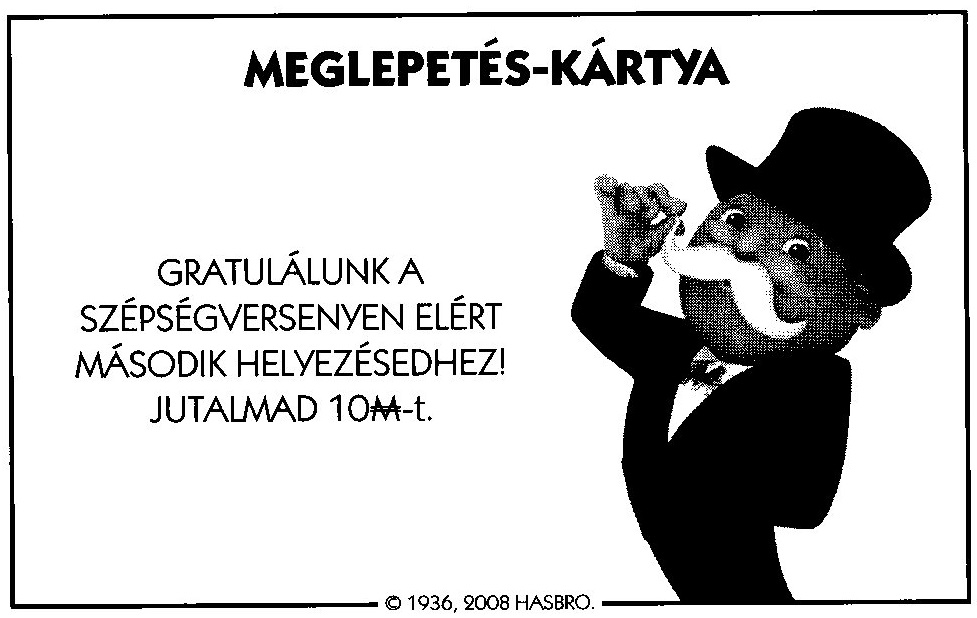 MEGLEPETÉS-KÁRTYA
GRATULÁLUNK A
SZÉPSÉGVERSENYEN ELÉRT
MÁSODIK HELYEZÉSEDHEZ!
JUTALMAD 10M-t.
© 1936, 2008 HASBRO.